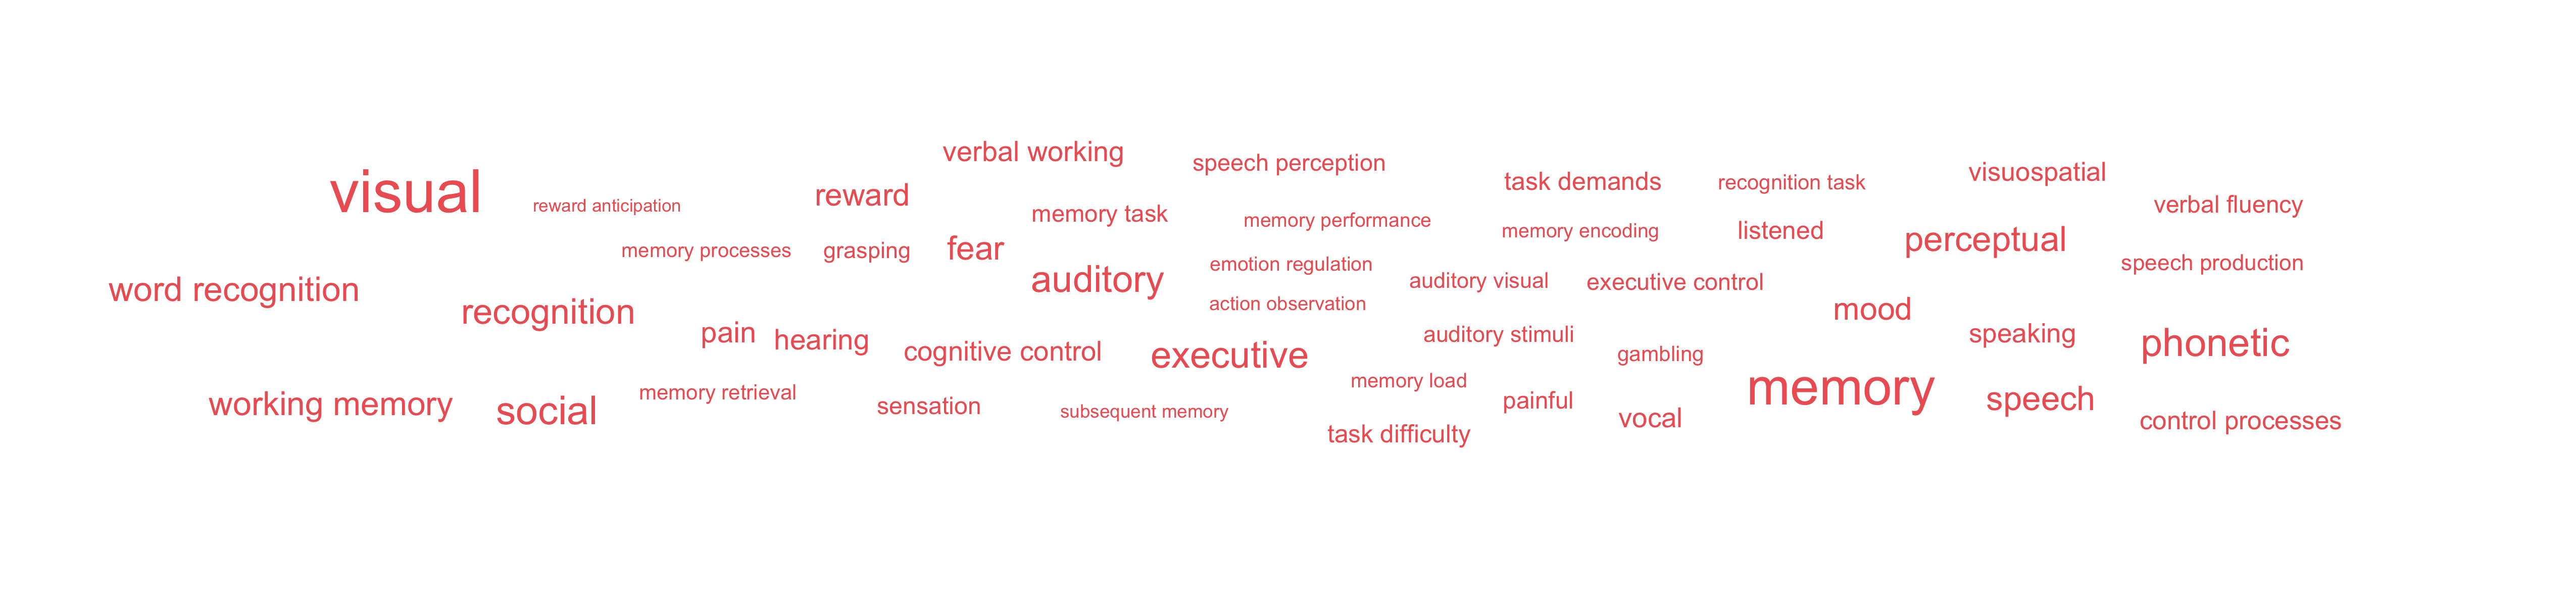 verbal working
speech perception
visual
reward anticipation
reward
task demands
recognition task
visuospatial
verbal fluency
memory task
memory performance
memory encoding
listened
perceptual
memory processes
grasping
fear
auditory
emotion regulation
auditory visual
executive control
speech production
word recognition
recognition
action observation
mood
pain
hearing
cognitive control
executive
auditory stimuli
gambling
speaking
phonetic
working memory
social
memory retrieval
sensation
subsequent memory
memory load
painful
vocal
memory
speech
task difficulty
control processes